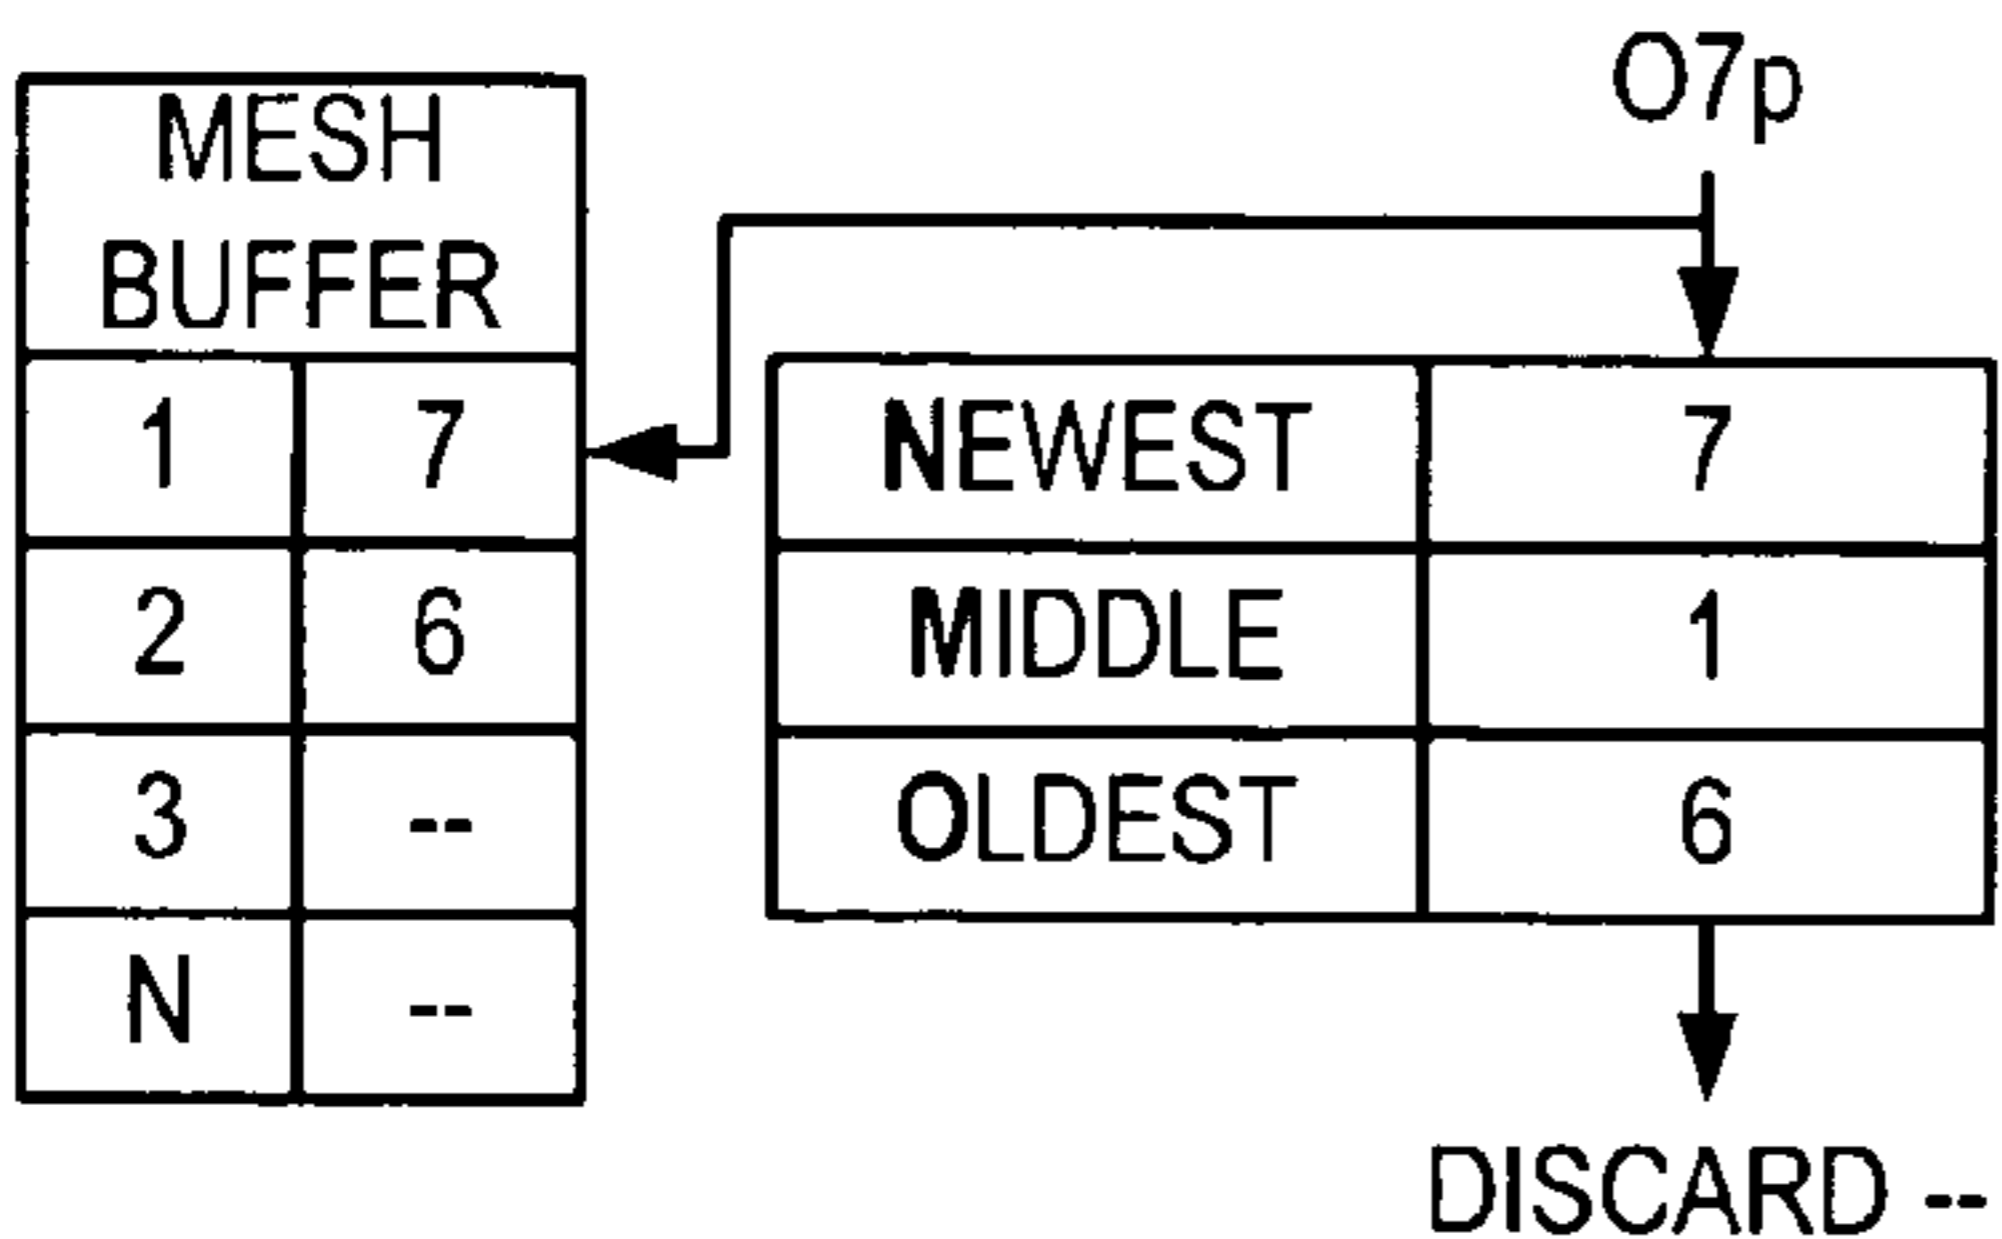 O7p
MESH
BUFFER
1 7
2 6
3 --
N --
NEWEST 7
MIDDLE 1
OLDEST 6
DISCARD --